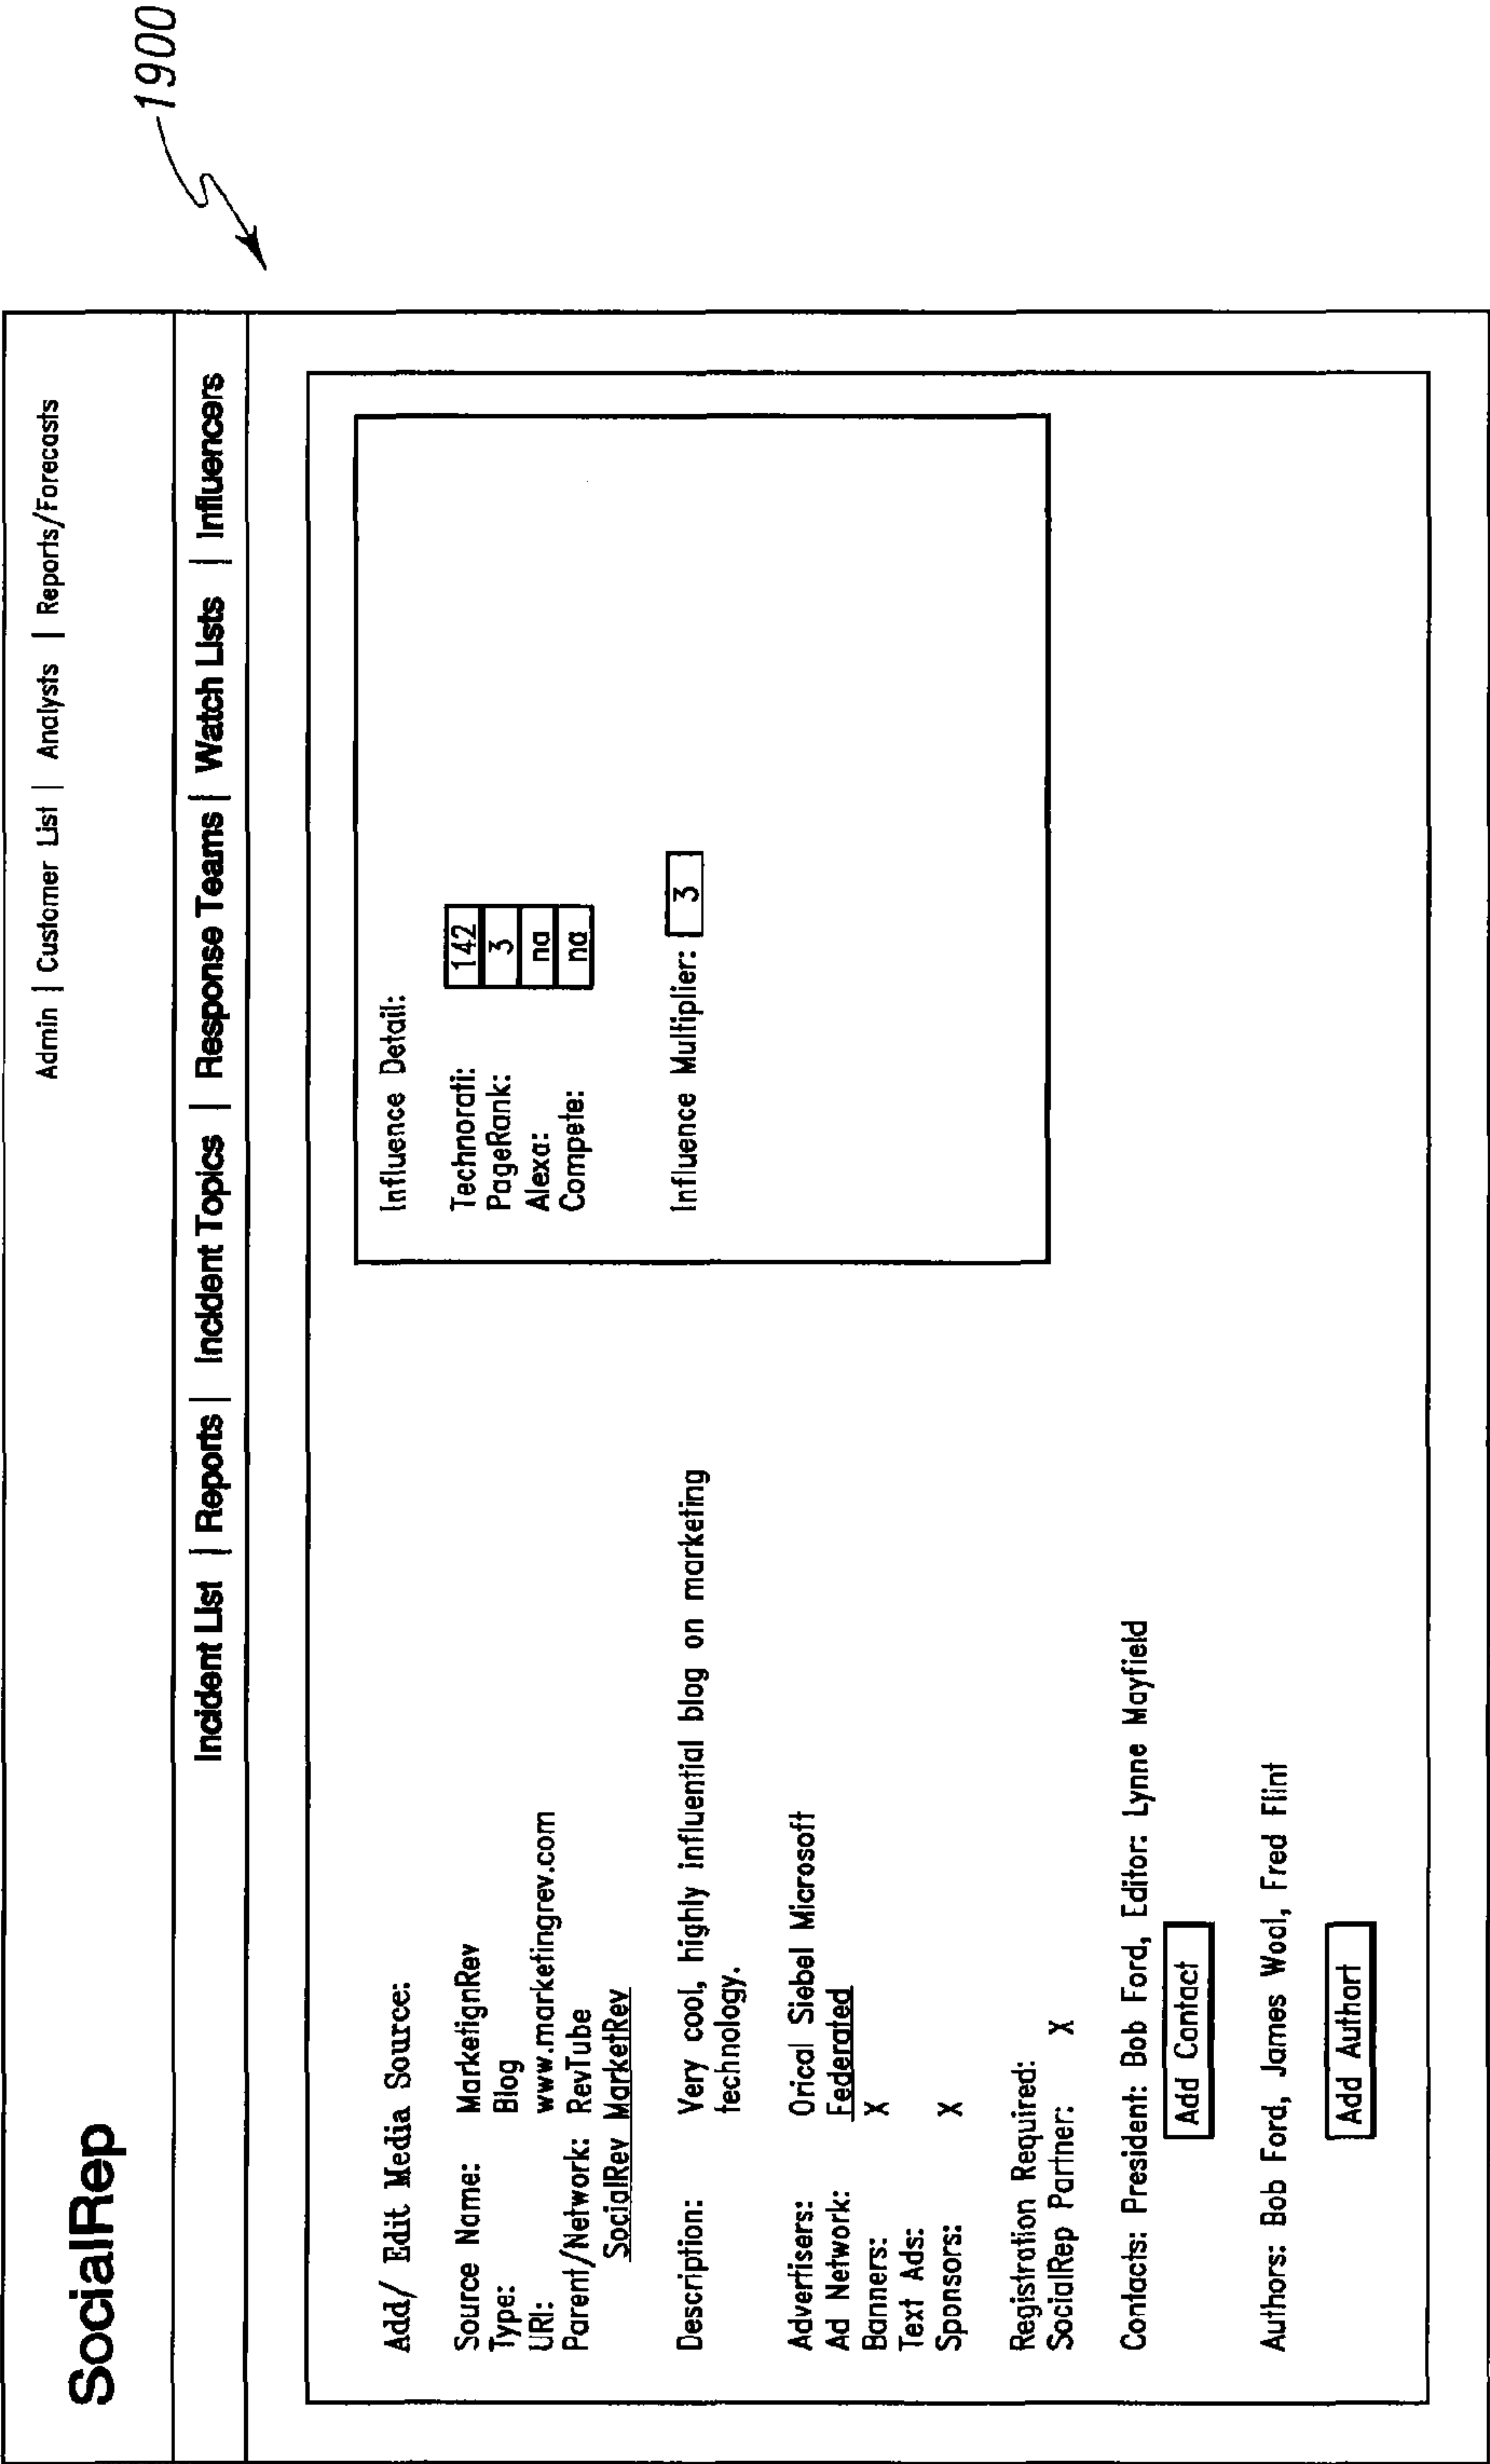 1900
SocialRep
Admin | Customer List | Analysts | Reports/Forecasts
Incident List | Reports | Incident Topics | Response Teams | Watch Lists | Influencers
Add/ Edit Media Source:
Source Name: MarketignRev
Type: Blog
URI: www.marketingrev.com
Parent/Network: RevTube
SocialRev MarketRev
Description: Very cool, highly influential blog on marketing
technology.
Advertisers: Orical Siebel Microsoft
Ad Network: Federated
Banners: X
Text Ads:
Sponsors: X
Registration Required:
SocialRep Partner: X
Contacts: President: Bob Ford, Editor: Lynne Mayfield
Add Contact
Authors: Bob Ford, James Wool, Fred Flint
Add Authort
Influence Detail:
Technorati: 142
PageRank: 3
Alexa: na
Compete: na
Influence Multiplier: 3